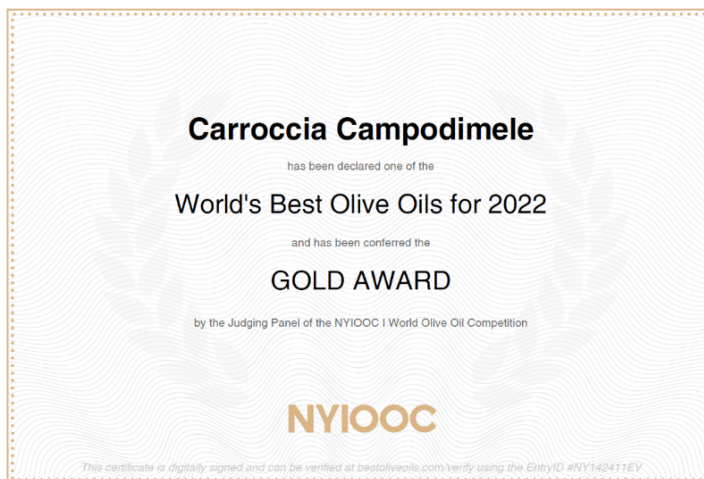 Carroccia Campodimele
has been declared one of the
World's Best Olive Oils for 2022
and has been conferred the
GOLD AWARD
by the Judging Panel of the NYIOOC | World Olive Oil Competition
NYIOOC
This certificate is digitally signed and can be verified at bestoliveoils.com/verify using the EntryID #NY142411EV